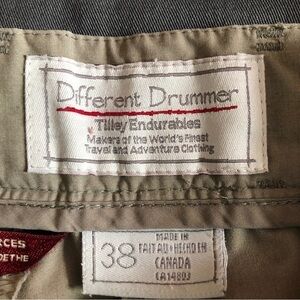 Different Drummer
Tilley Endurables
Makers of the World's Finest
Travel and Adventure Clothing
RCES
DETHE
38
MADE IN
FAIT AU • HECHO EN
CANADA
CA14803